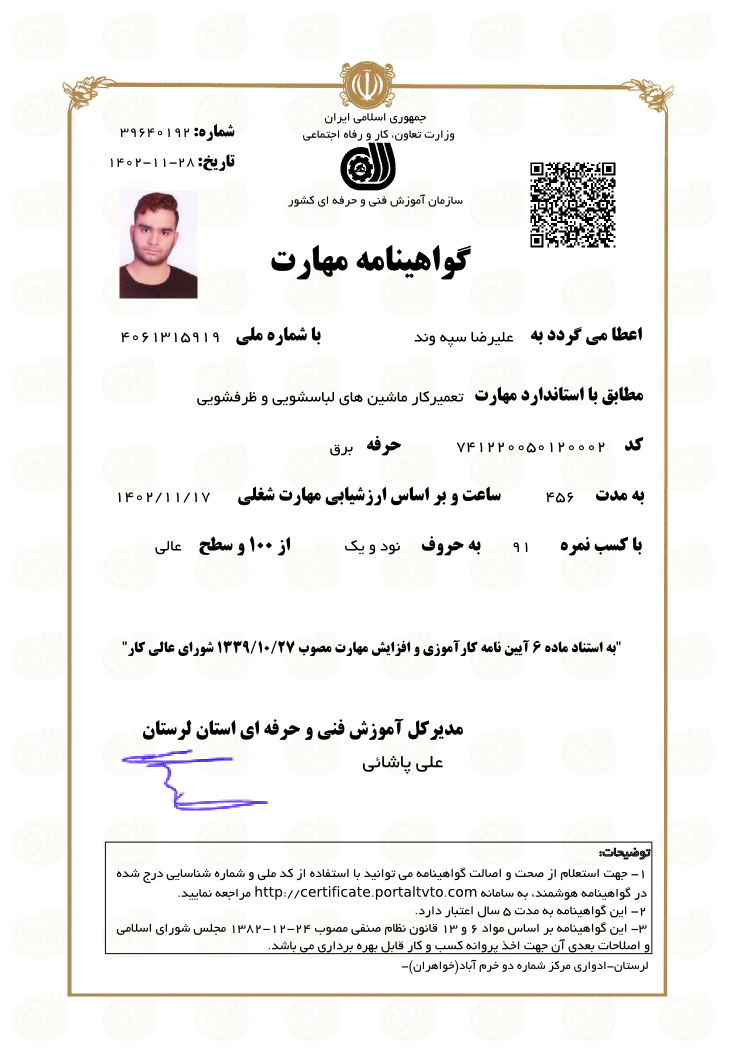 جمهوری اسلامی ایران
وزارت تعاون، کار و رفاه اجتماعی
سازمان آموزش فنی و حرفه ای کشور
شماره: ۳۹۶۴۰۱۹۲
تاریخ: ۱۴۰۲-۱۱-۲۸
گواهینامه مهارت
اعطا می گردد به علیرضا سپه وند با شماره ملی ۴۰۶۱۳۱۵۹۱۹
مطابق با استاندارد مهارت تعمیرکار ماشین های لباسشویی و ظرفشویی
کد ۷۴۱۲۲۰۰۵۰۱۲۰۰۰۲ حرفه برق
به مدت ۴۵۶ ساعت و بر اساس ارزشیابی مهارت شغلی ۱۴۰۲/۱۱/۱۷
با کسب نمره ۹۱ به حروف نود و یک از ۱۰۰ و سطح عالی
"به استناد ماده ۶ آیین نامه کارآموزی و افزایش مهارت مصوب ۱۳۳۹/۱۰/۲۷ شورای عالی کار"
مدیرکل آموزش فنی و حرفه ای استان لرستان
علی پاشائی
توضیحات:
۱- جهت استعلام از صحت و اصالت گواهینامه می توانید با استفاده از کد ملی و شماره شناسایی درج شده
در گواهینامه هوشمند، به سامانه http://certificate.portaltvto.com مراجعه نمایید.
۲- این گواهینامه به مدت ۵ سال اعتبار دارد.
۳- این گواهینامه بر اساس مواد ۶ و ۱۳ قانون نظام صنفی مصوب ۲۴-۱۲-۱۳۸۲ مجلس شورای اسلامی
و اصلاحات بعدی آن جهت اخذ پروانه کسب و کار قابل بهره برداری می باشد.
لرستان-ادواری مرکز شماره دو خرم آباد(خواهران)-